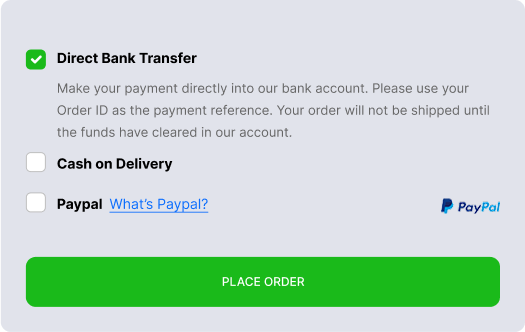 Direct Bank Transfer
Make your payment directly into our bank account. Please use your
Order ID as the payment reference. Your order will not be shipped until
the funds have cleared in our account.
Cash on Delivery
Paypal What's Paypal? PayPal
PLACE ORDER